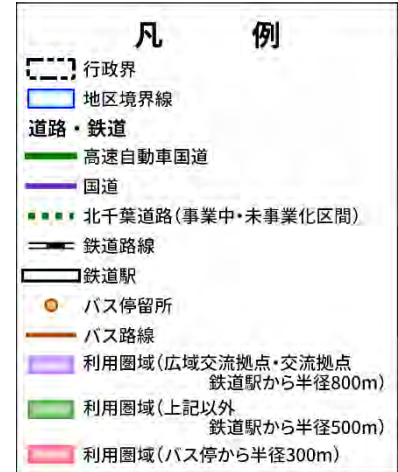 凡 例
行政界
地区境界線
道路・鉄道
高速自動車国道
国道
北千葉道路(事業中・未事業化区間)
鉄道路線
鉄道駅
バス停留所
バス路線
利用圏域(広域交流拠点・交流拠点
鉄道駅から半径800m)
利用圏域(上記以外
鉄道駅から半径500m)
利用圏域(バス停から半径300m)